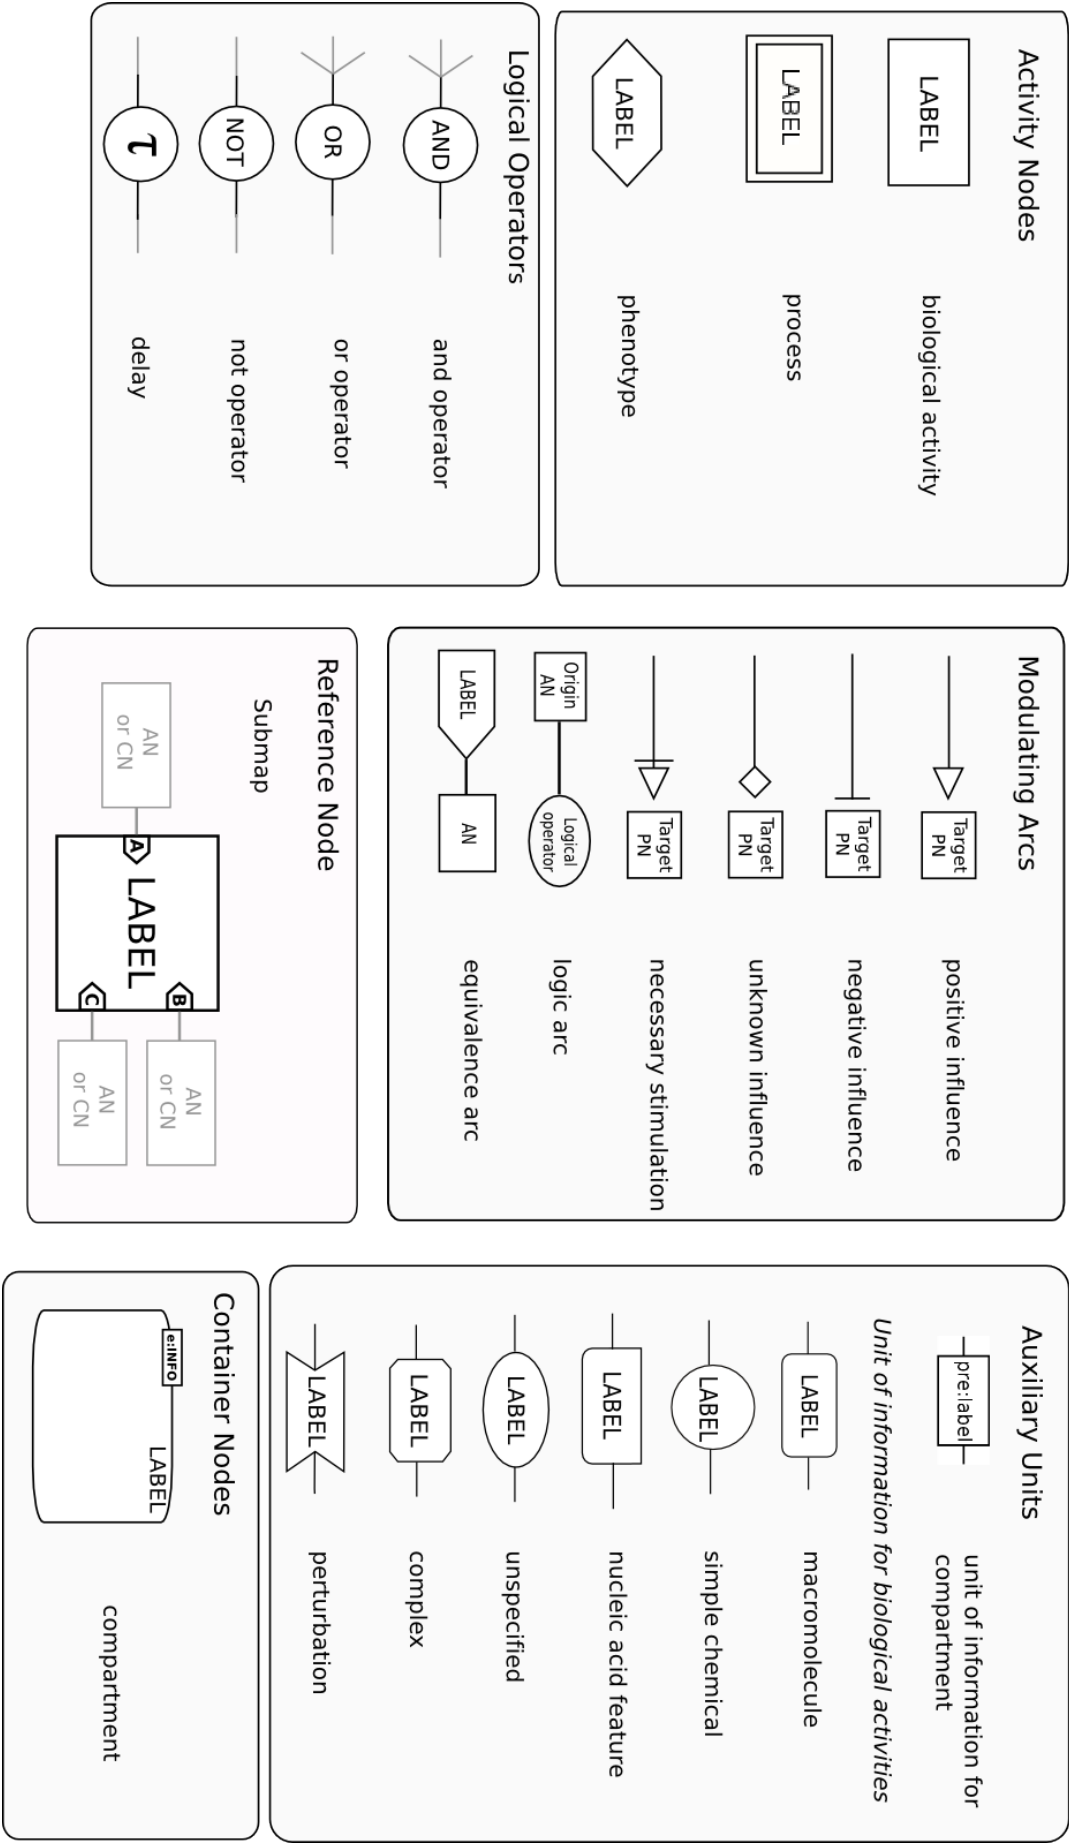 Activity Nodes
LABEL
biological activity
LABEL
process
LABEL
phenotype
Logical Operators
AND
and operator
OR
or operator
NOT
not operator
τ
delay
Modulating Arcs
Target
PN
positive influence
Target
PN
negative influence
Target
PN
unknown influence
Target
PN
necessary stimulation
Origin
AN
Logical
operator
logic arc
LABEL
AN
equivalence arc
Reference Node
Submap
AN
or CN
A
LABEL
B
C
AN
or CN
AN
or CN
Auxiliary Units
pre:label
unit of information for
compartment
Unit of information for biological activities
LABEL
macromolecule
LABEL
simple chemical
LABEL
nucleic acid feature
LABEL
unspecified
LABEL
complex
LABEL
perturbation
Container Nodes
e:INFO
LABEL
compartment